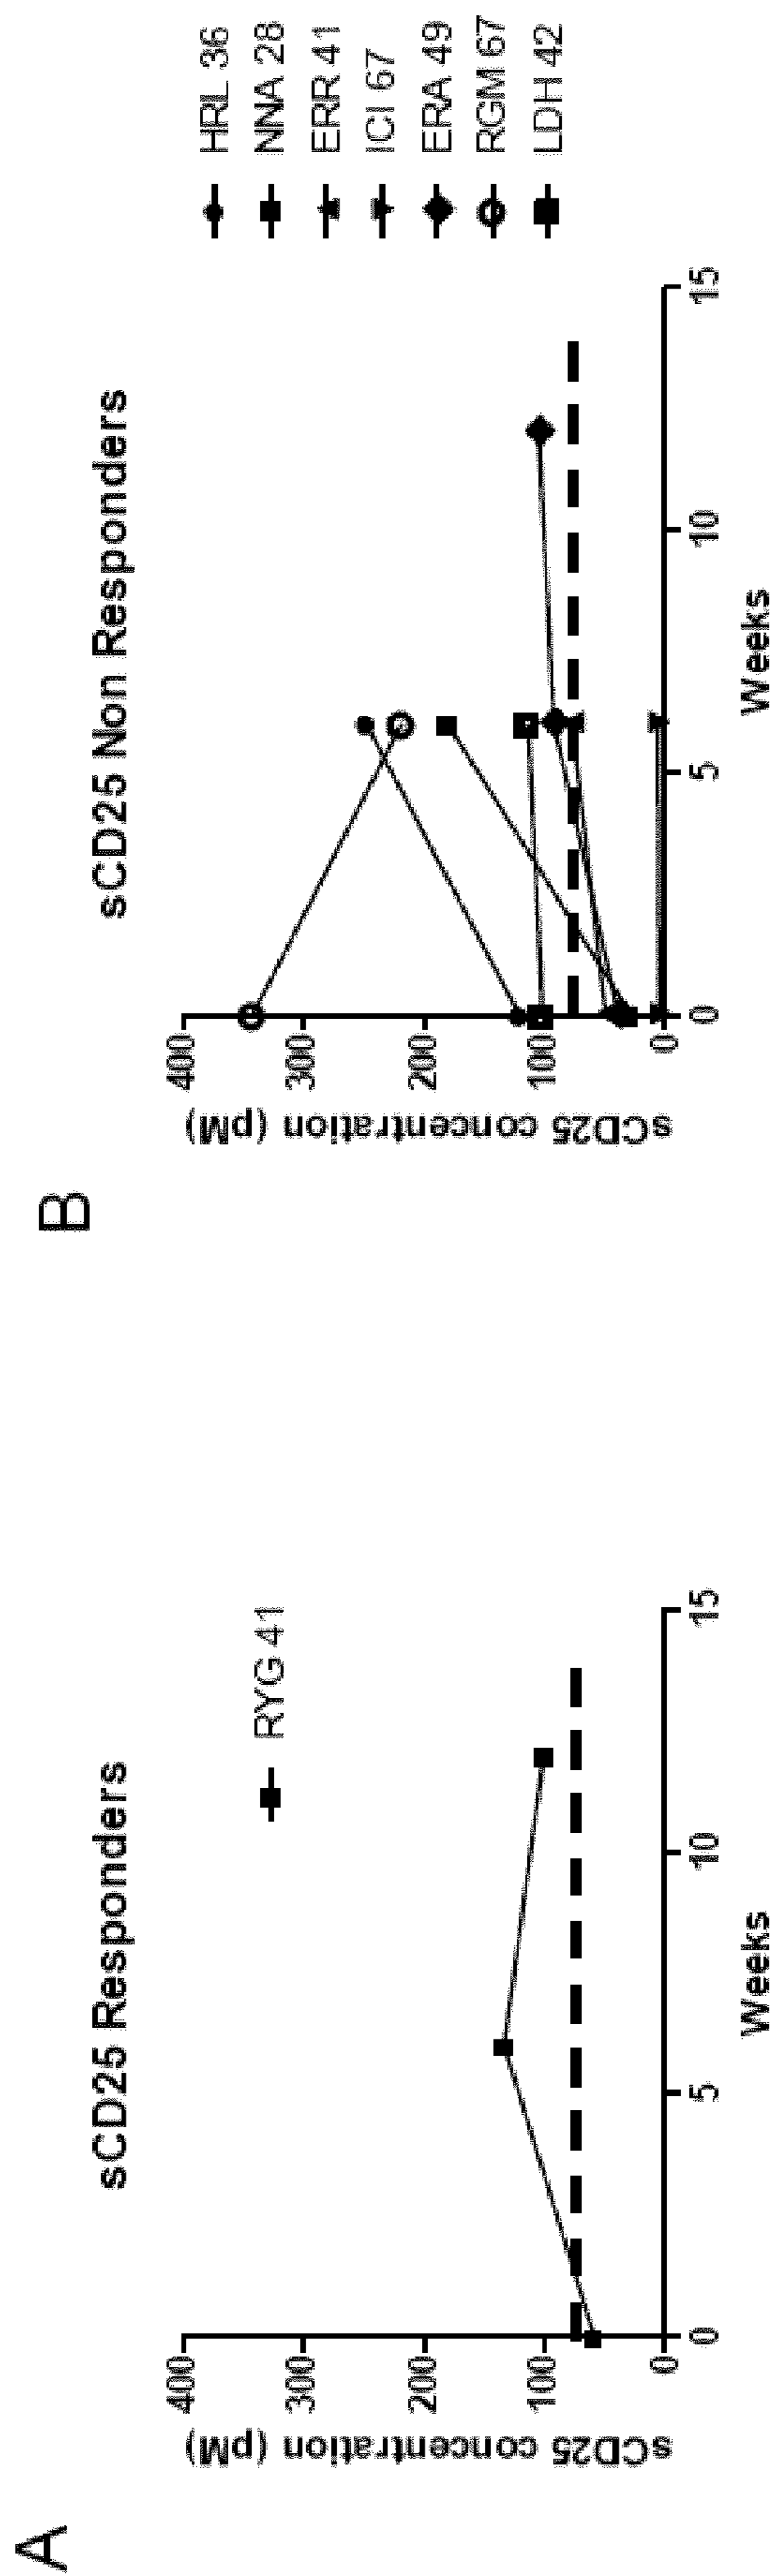 A
sCD25 Responders
sCD25 concentration (pM)
400
300
200
100
0
0
5
10
15
Weeks
RYG 41
B
sCD25 Non Responders
sCD25 concentration (pM)
400
300
200
100
0
0
5
10
15
Weeks
HRL 36
NNA 28
ERR 41
ICI 67
ERA 49
RGM 67
LDH 42